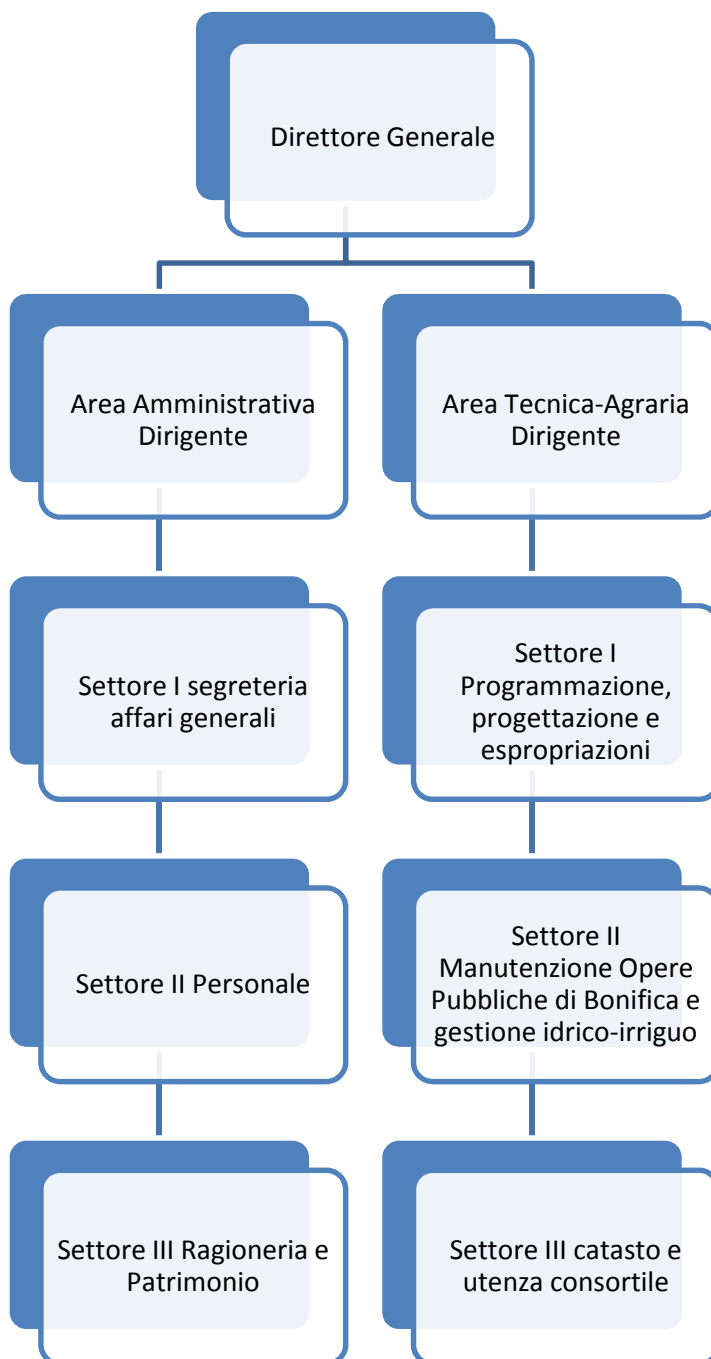 Direttore Generale
Area Amministrativa
Dirigente
Area Tecnica-Agraria
Dirigente
Settore I segreteria
affari generali
Settore I
Programmazione,
progettazione e
espropriazioni
Settore II Personale
Settore II
Manutenzione Opere
Pubbliche di Bonifica e
gestione idrico-irriguo
Settore III Ragioneria e
Patrimonio
Settore III catasto e
utenza consortile